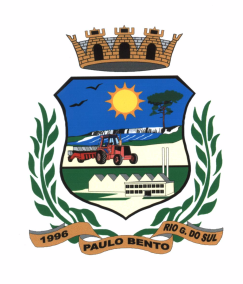 1996
PAULO BENTO
RIO G. DO SUL